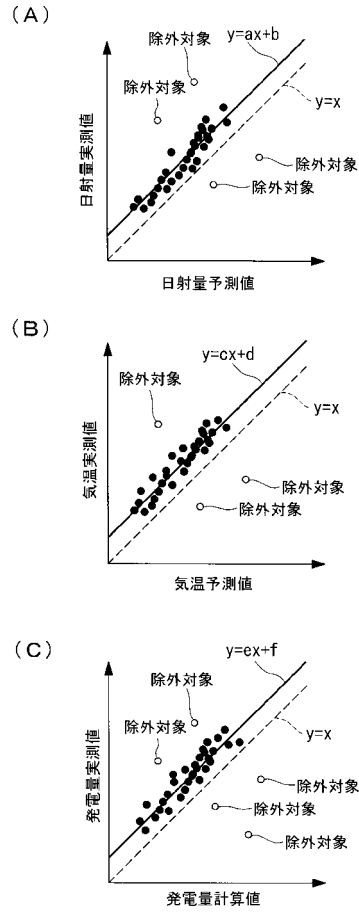 (A)
除外対象
y=ax+b
除外対象
y=x
除外対象
除外対象
日射量実測値
日射量予測値
(B)
y=cx+d
除外対象
y=x
除外対象
除外対象
気温実測値
気温予測値
(C)
y=ex+f
除外対象
y=x
除外対象
除外対象
除外対象
除外対象
発電量実測値
発電量計算値